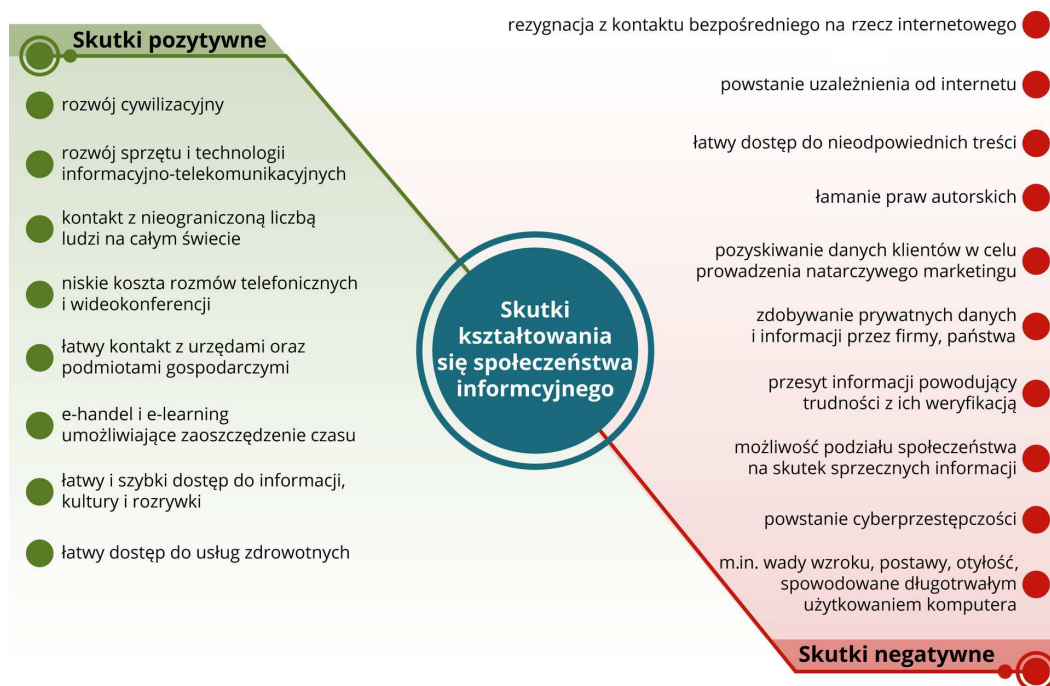 Skutki pozytywne
rozwój cywilizacyjny
rozwój sprzętu i technologii
informacyjno-telekomunikacyjnych
kontakt z nieograniczoną liczbą
ludzi na całym świecie
niskie koszta rozmów telefonicznych
i wideokonferencji
łatwy kontakt z urzędami oraz
podmiotami gospodarczymi
e-handel i e-learning
umożliwiające zaoszczędzenie czasu
łatwy i szybki dostęp do informacji,
kultury i rozrywki
łatwy dostęp do usług zdrowotnych
Skutki
kształtowania
się społeczeństwa
informcyjnego
rezygnacja z kontaktu bezpośredniego na rzecz internetowego
powstanie uzależnienia od internetu
łatwy dostęp do nieodpowiednich treści
łamanie praw autorskich
pozyskiwanie danych klientów w celu
prowadzenia natarczywego marketingu
zdobywanie prywatnych danych
i informacji przez firmy, państwa
przesyt informacji powodujący
trudności z ich weryfikacją
możliwość podziału społeczeństwa
na skutek sprzecznych informacji
powstanie cyberprzestępczości
m.in. wady wzroku, postawy, otyłość,
spowodowane długotrwałym
użytkowaniem komputera
Skutki negatywne